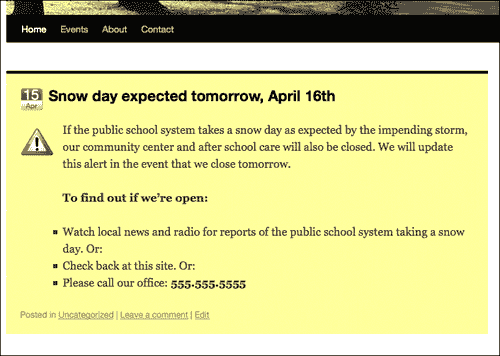 Home Events About Contact
15
Apr
Snow day expected tomorrow, April 16th
If the public school system takes a snow day as expected by the impending storm,
our community center and after school care will also be closed. We will update
this alert in the event that we close tomorrow.
To find out if we're open:
Watch local news and radio for reports of the public school system taking a snow
day. Or:
Check back at this site. Or:
Please call our office: 555.555.5555
Posted in Uncategorized | Leave a comment | Edit